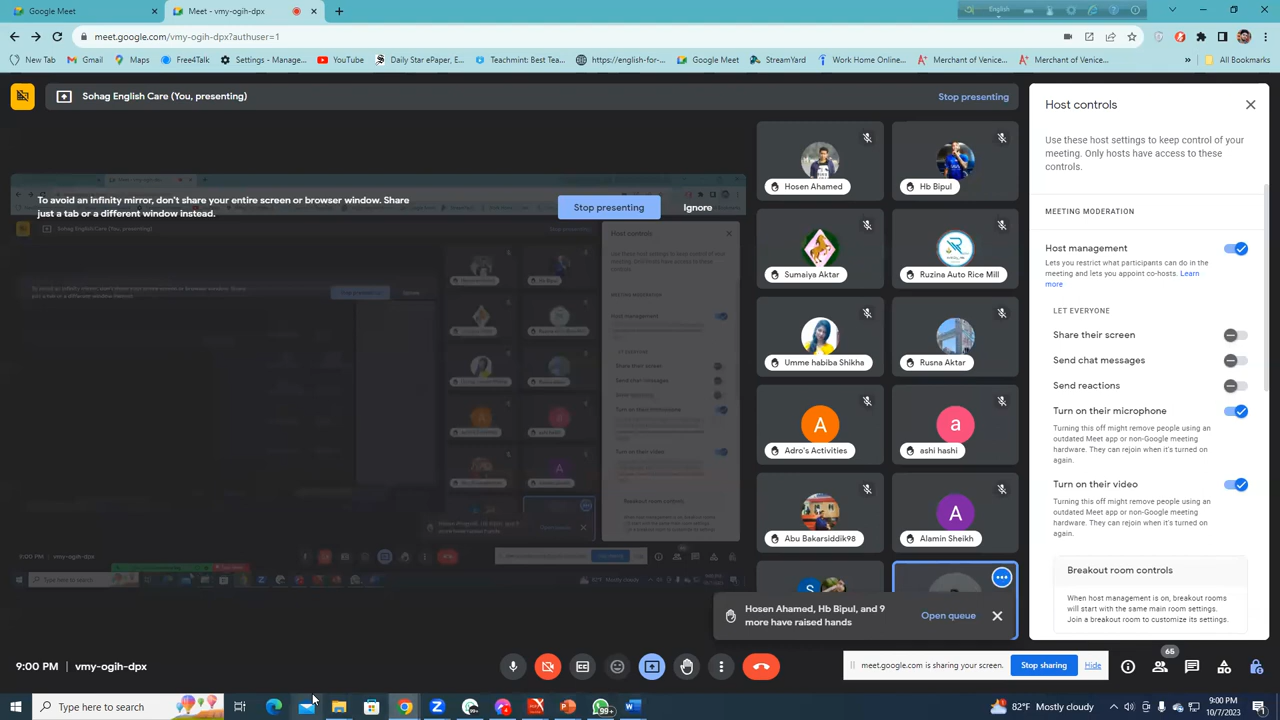 Google Meet
Meet - vmy-ogih-dpx
English
meet.google.com/vmy-ogih-dpx?authuser=1
New Tab
Gmail
Maps
Free4Talk
Settings - Manage...
YouTube
Daily Star ePaper, E...
Teachmint: Best Tea...
https://english-for-...
Google Meet
StreamYard
Work Home Online...
Merchant of Venice...
Merchant of Venice...
»
All Bookmarks
Sohag English Care (You, presenting)
Stop presenting
To avoid an infinity mirror, don't share your entire screen or browser window. Share
just a tab or a different window instead.
Stop presenting
Ignore
Hosen Ahamed
Hb Bipul
Sumaiya Aktar
Ruzina Auto Rice Mill
Umme habiba Shikha
Rusna Aktar
A
Adro's Activities
a
ashi hashi
Abu Bakarsiddik98
A
Alamin Sheikh
S
Hosen Ahamed, Hb Bipul, and 9
more have raised hands
Open queue
Host controls
Use these host settings to keep control of your
meeting. Only hosts have access to these
controls.
MEETING MODERATION
Host management
Lets you restrict what participants can do in the
meeting and lets you appoint co-hosts. Learn
more
LET EVERYONE
Share their screen
Send chat messages
Send reactions
Turn on their microphone
Turning this off might remove people using an
outdated Meet app or non-Google meeting
hardware. They can rejoin when it's turned on
again.
Turn on their video
Turning this off might remove people using an
outdated Meet app or non-Google meeting
hardware. They can rejoin when it's turned on
again.
Breakout room controls
When host management is on, breakout rooms
will start with the same main room settings.
Join a breakout room to customize its settings.
9:00 PM | vmy-ogih-dpx
meet.google.com is sharing your screen.
Stop sharing
Hide
65
Type here to search
99+
82°F Mostly cloudy
9:00 PM
10/7/2023